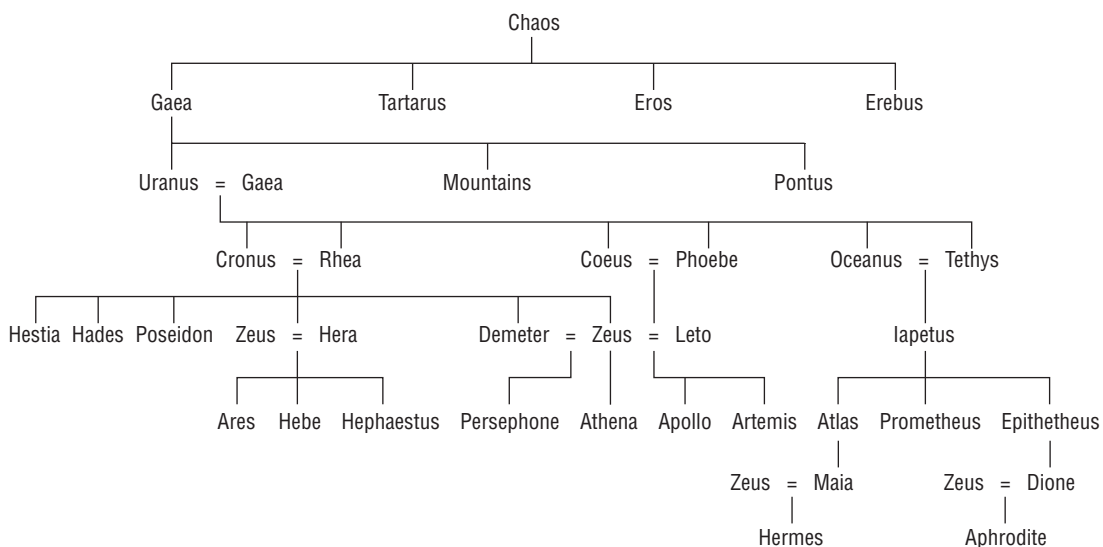 Chaos
Gaea Tartarus Eros Erebus
Uranus = Gaea Mountains Pontus
Cronus = Rhea Coeus = Phoebe Oceanus = Tethys
Hestia Hades Poseidon Zeus = Hera Demeter = Zeus = Leto Iapetus
Ares Hebe Hephaestus Persephone Athena Apollo Artemis Atlas Prometheus Epithetheus
Zeus = Maia Zeus = Dione
Hermes Aphrodite